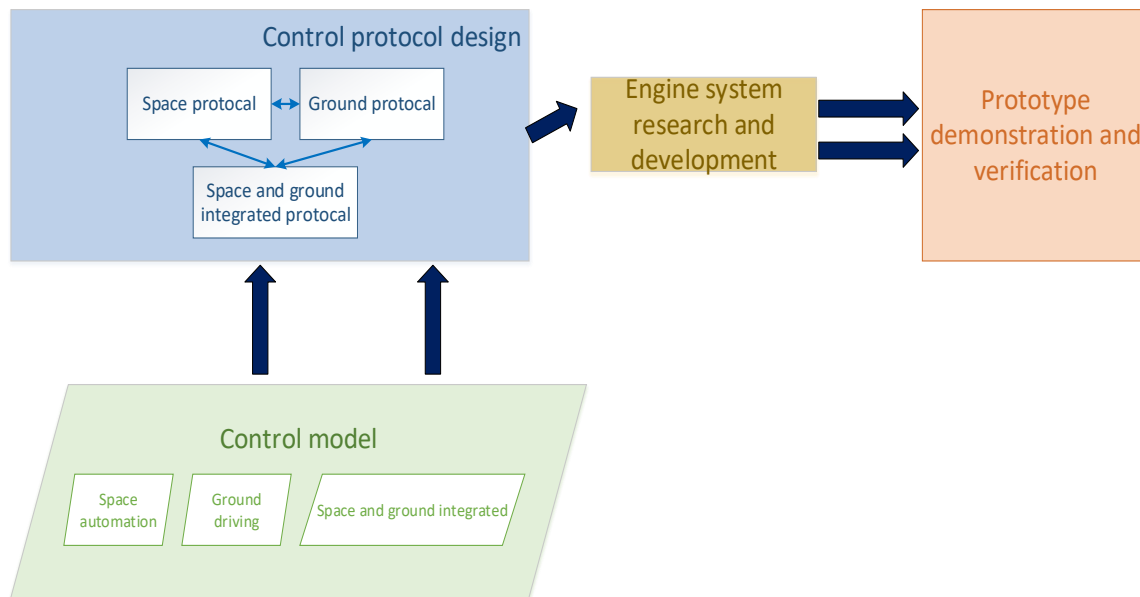 Control protocol design
Space protocal
Ground protocal
Space and ground
integrated protocal
Engine system
research and
development
Prototype
demonstration and
verification
Control model
Space
automation
Ground
driving
Space and ground integrated